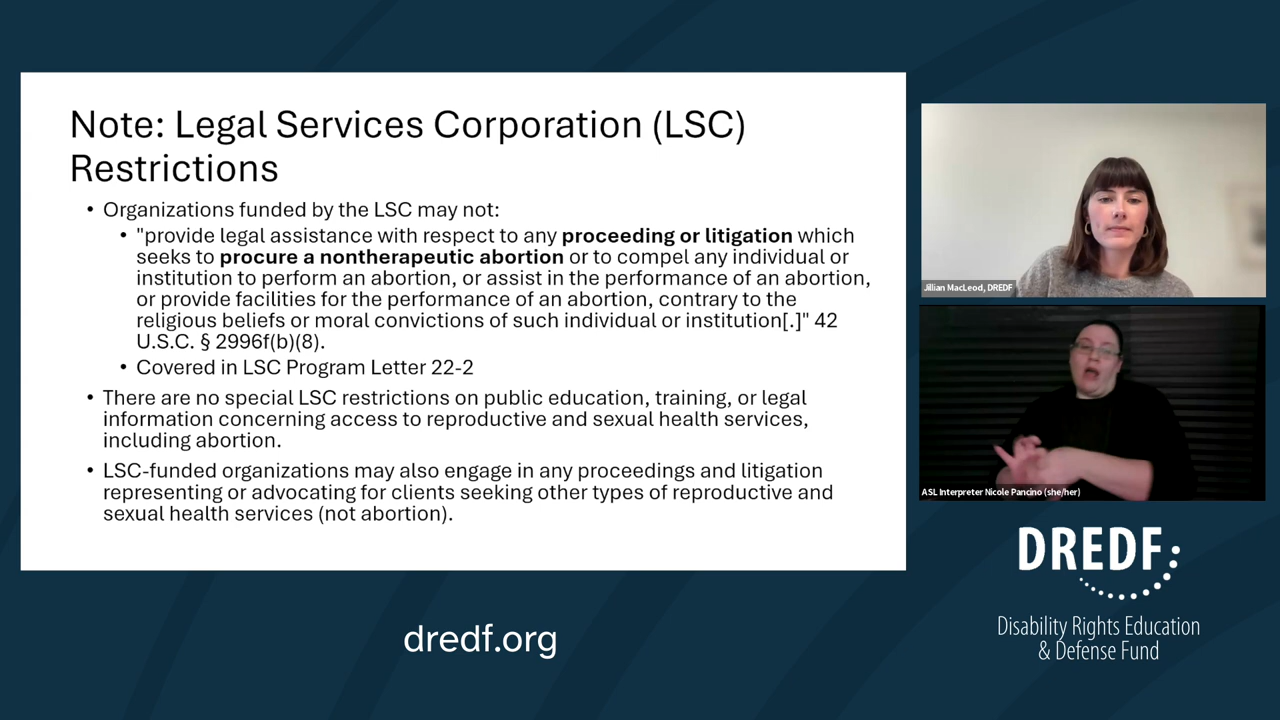 Note: Legal Services Corporation (LSC)
Restrictions
• Organizations funded by the LSC may not:
• "provide legal assistance with respect to any proceeding or litigation which
seeks to procure a nontherapeutic abortion or to compel any individual or
institution to perform an abortion, or assist in the performance of an abortion,
or provide facilities for the performance of an abortion, contrary to the
religious beliefs or moral convictions of such individual or institution[.]" 42
U.S.C. § 2996f(b)(8).
• Covered in LSC Program Letter 22-2
• There are no special LSC restrictions on public education, training, or legal
information concerning access to reproductive and sexual health services,
including abortion.
• LSC-funded organizations may also engage in any proceedings and litigation
representing or advocating for clients seeking other types of reproductive and
sexual health services (not abortion).
Jillian MacLeod, DREDF
ASL Interpreter Nicole Pancino (she/her)
DREDF
Disability Rights Education
& Defense Fund
dredf.org